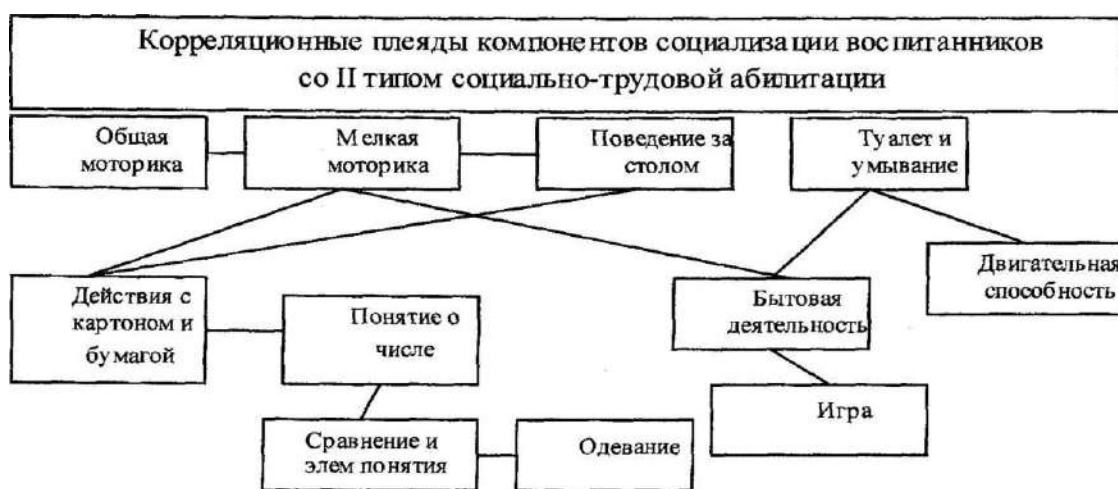 Корреляционные плеяды компонентов социализации воспитанников
со II типом социально-трудовой абилитации
Общая
моторика
Мелкая
моторика
Поведение за
столом
Туалет и
умывание
Двигательная
способность
Действия с
картоном и
бумагой
Понятие о
числе
Бытовая
деятельность
Игра
Сравнение и
элем понятия
Одевание